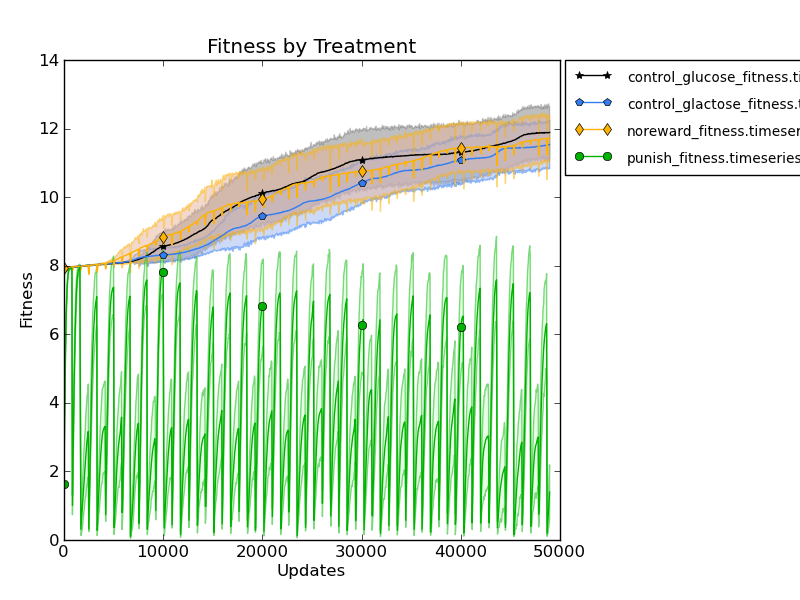 Fitness by Treatment
14
12
10
8
6
4
2
0
Fitness
0 10000 20000 30000 40000 50000
Updates
control_glucose_fitness.ti
control_glactose_fitness.t
noreward_fitness.timeser
punish_fitness.timeseries